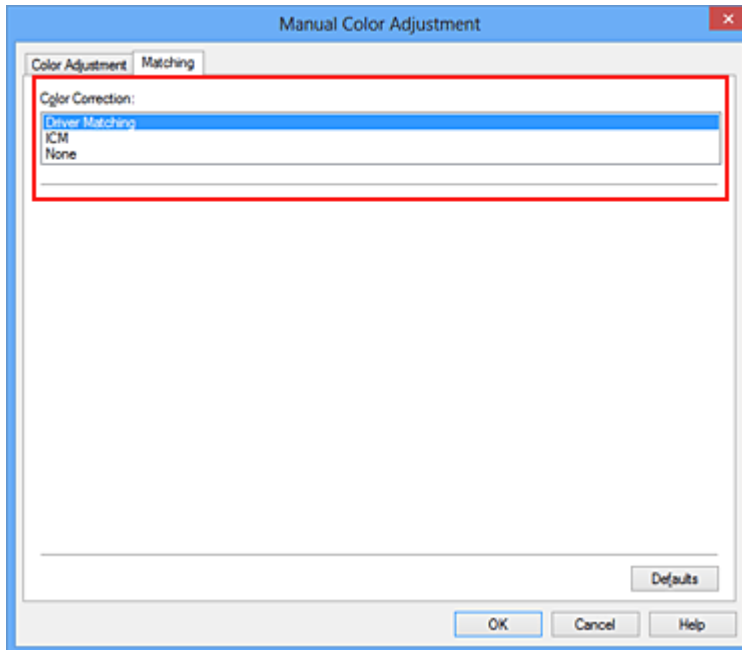 Manual Color Adjustment
Color Adjustment Matching
Color Correction:
Driver Matching
ICM
None
Defaults
OK Cancel Help